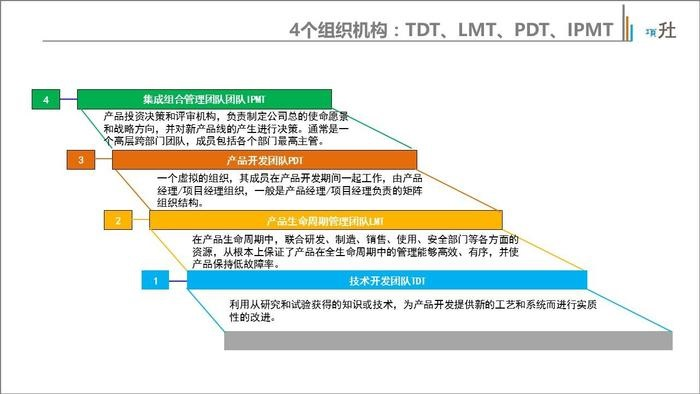 4个组织机构：TDT、LMT、PDT、IPMT
项升
4
集成组合管理团队团队IPMT
产品投资决策和评审机构，负责制定公司总的使命愿景
和战略方向，并对新产品线的产生进行决策。通常是一
个高层跨部门团队，成员包括各个部门最高主管。
3
产品开发团队PDT
一个虚拟的组织，其成员在产品开发期间一起工作，由产品
经理/项目经理组织，一般是产品经理/项目经理负责的矩阵
组织结构。
2
产品生命周期管理团队LMT
在产品生命周期中，联合研发、制造、销售、使用、安全部门等各方面的
资源，从根本上保证了产品在全生命周期中的管理能够高效、有序，并使
产品保持低故障率。
1
技术开发团队TDT
利用从研究和试验获得的知识或技术，为产品开发提供新的工艺和系统而进行实质
性的改进。